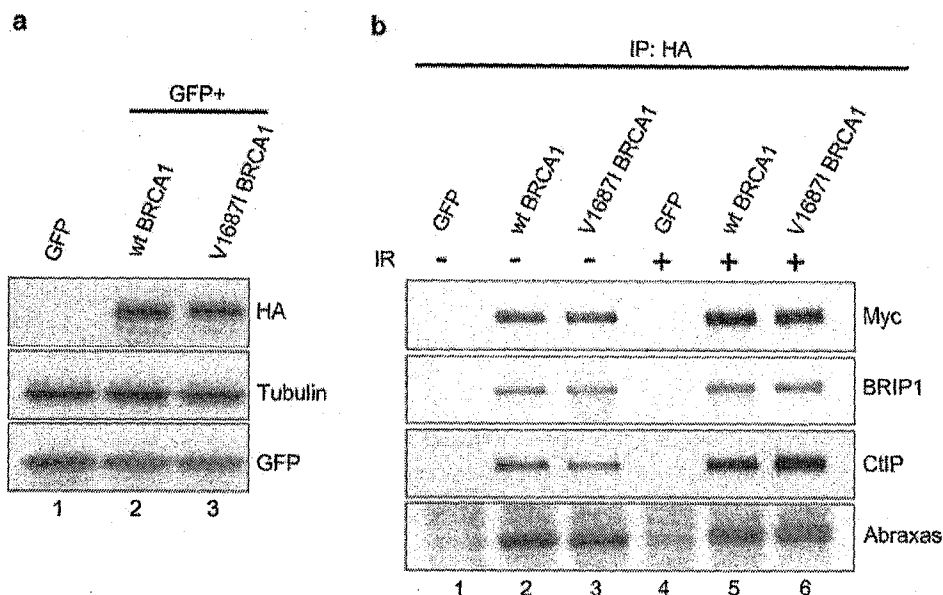 a
GFP+
GFP
wt BRCA1
V1687I BRCA1
HA
Tubulin
GFP
1 2 3
b
IP: HA
GFP
wt BRCA1
V1687I BRCA1
GFP
wt BRCA1
V1687I BRCA1
IR - - - + + +
Myc
BRIP1
CtIP
Abraxas
1 2 3 4 5 6